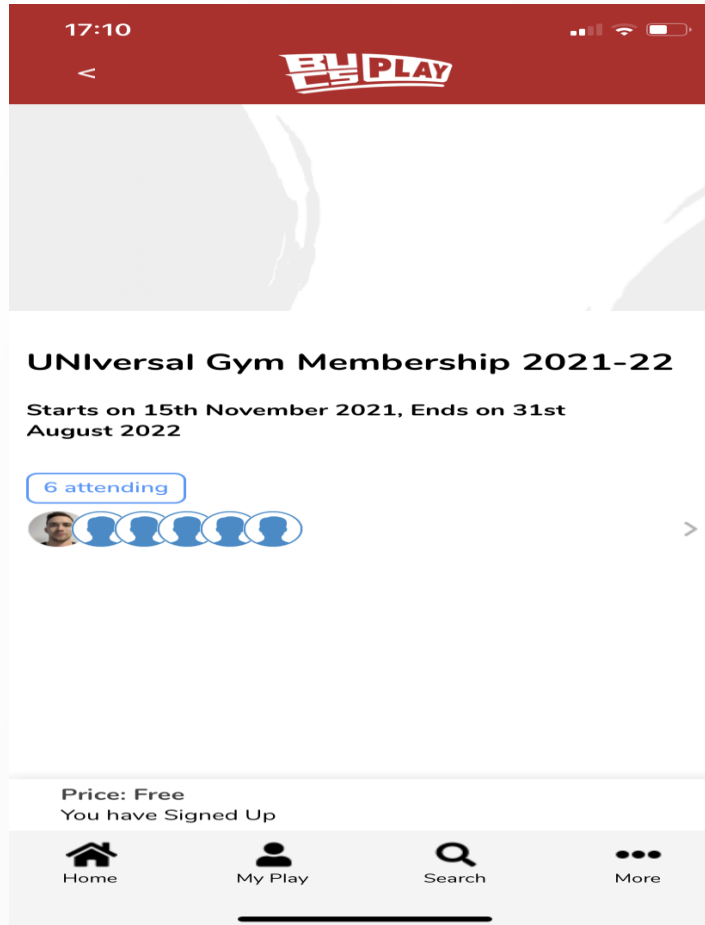 17:10
<
BUCS PLAY
UNIversal Gym Membership 2021-22
Starts on 15th November 2021, Ends on 31st
August 2022
6 attending
>
Price: Free
You have Signed Up
Home My Play Search More